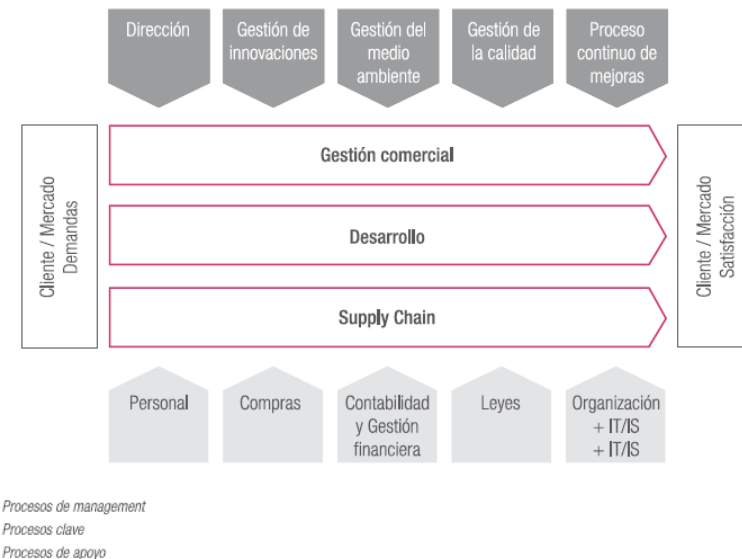 Dirección
Gestión de
innovaciones
Gestión del
medio
ambiente
Gestión de
la calidad
Proceso
continuo de
mejoras
Cliente / Mercado
Demandas
Gestión comercial
Desarrollo
Supply Chain
Cliente / Mercado
Satisfacción
Personal
Compras
Contabilidad
y Gestión
financiera
Leyes
Organización
+ IT/IS
+ IT/IS
Procesos de management
Procesos clave
Procesos de apoyo